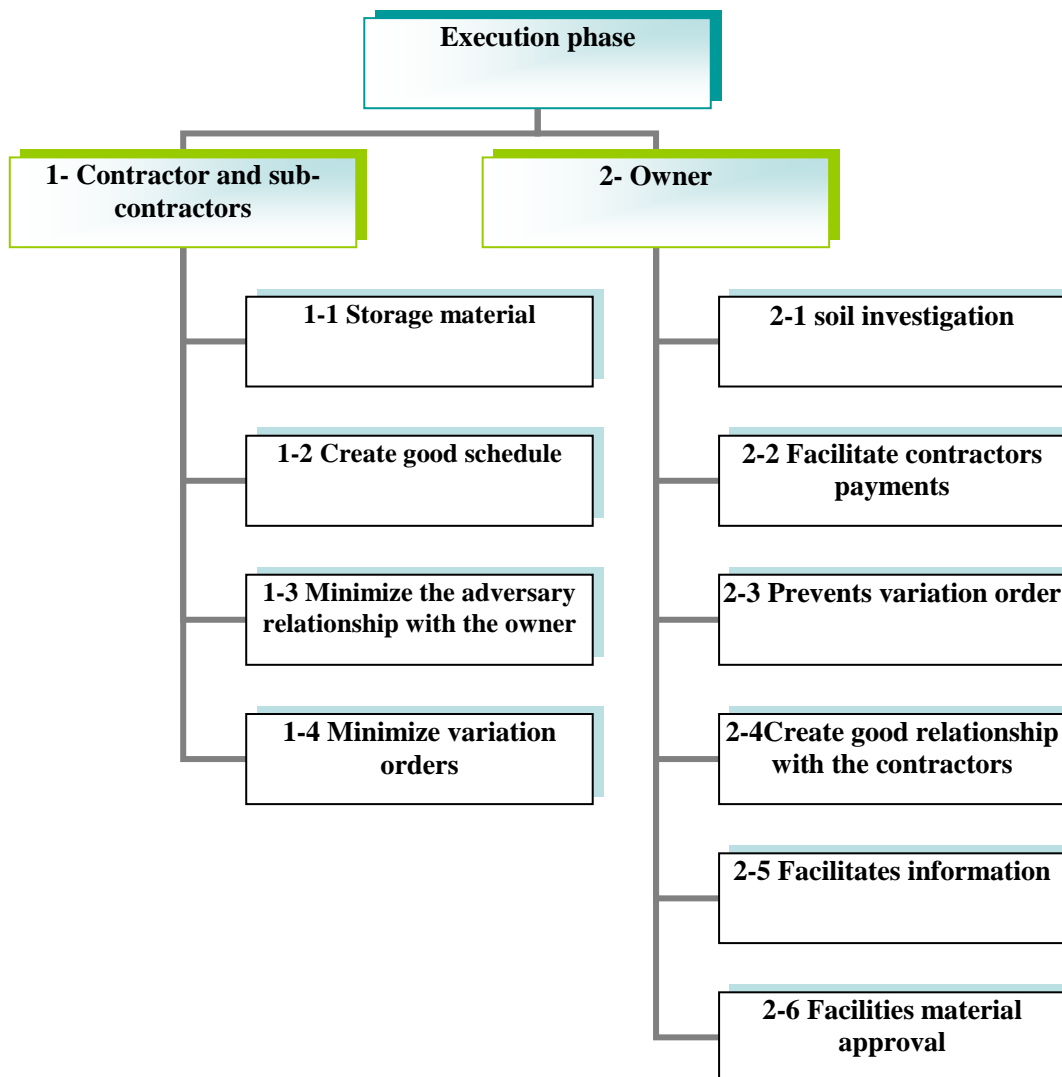 Execution phase
1- Contractor and sub-
contractors
1-1 Storage material
1-2 Create good schedule
1-3 Minimize the adversary
relationship with the owner
1-4 Minimize variation
orders
2- Owner
2-1 soil investigation
2-2 Facilitate contractors
payments
2-3 Prevents variation order
2-4Create good relationship
with the contractors
2-5 Facilitates information
2-6 Facilities material
approval